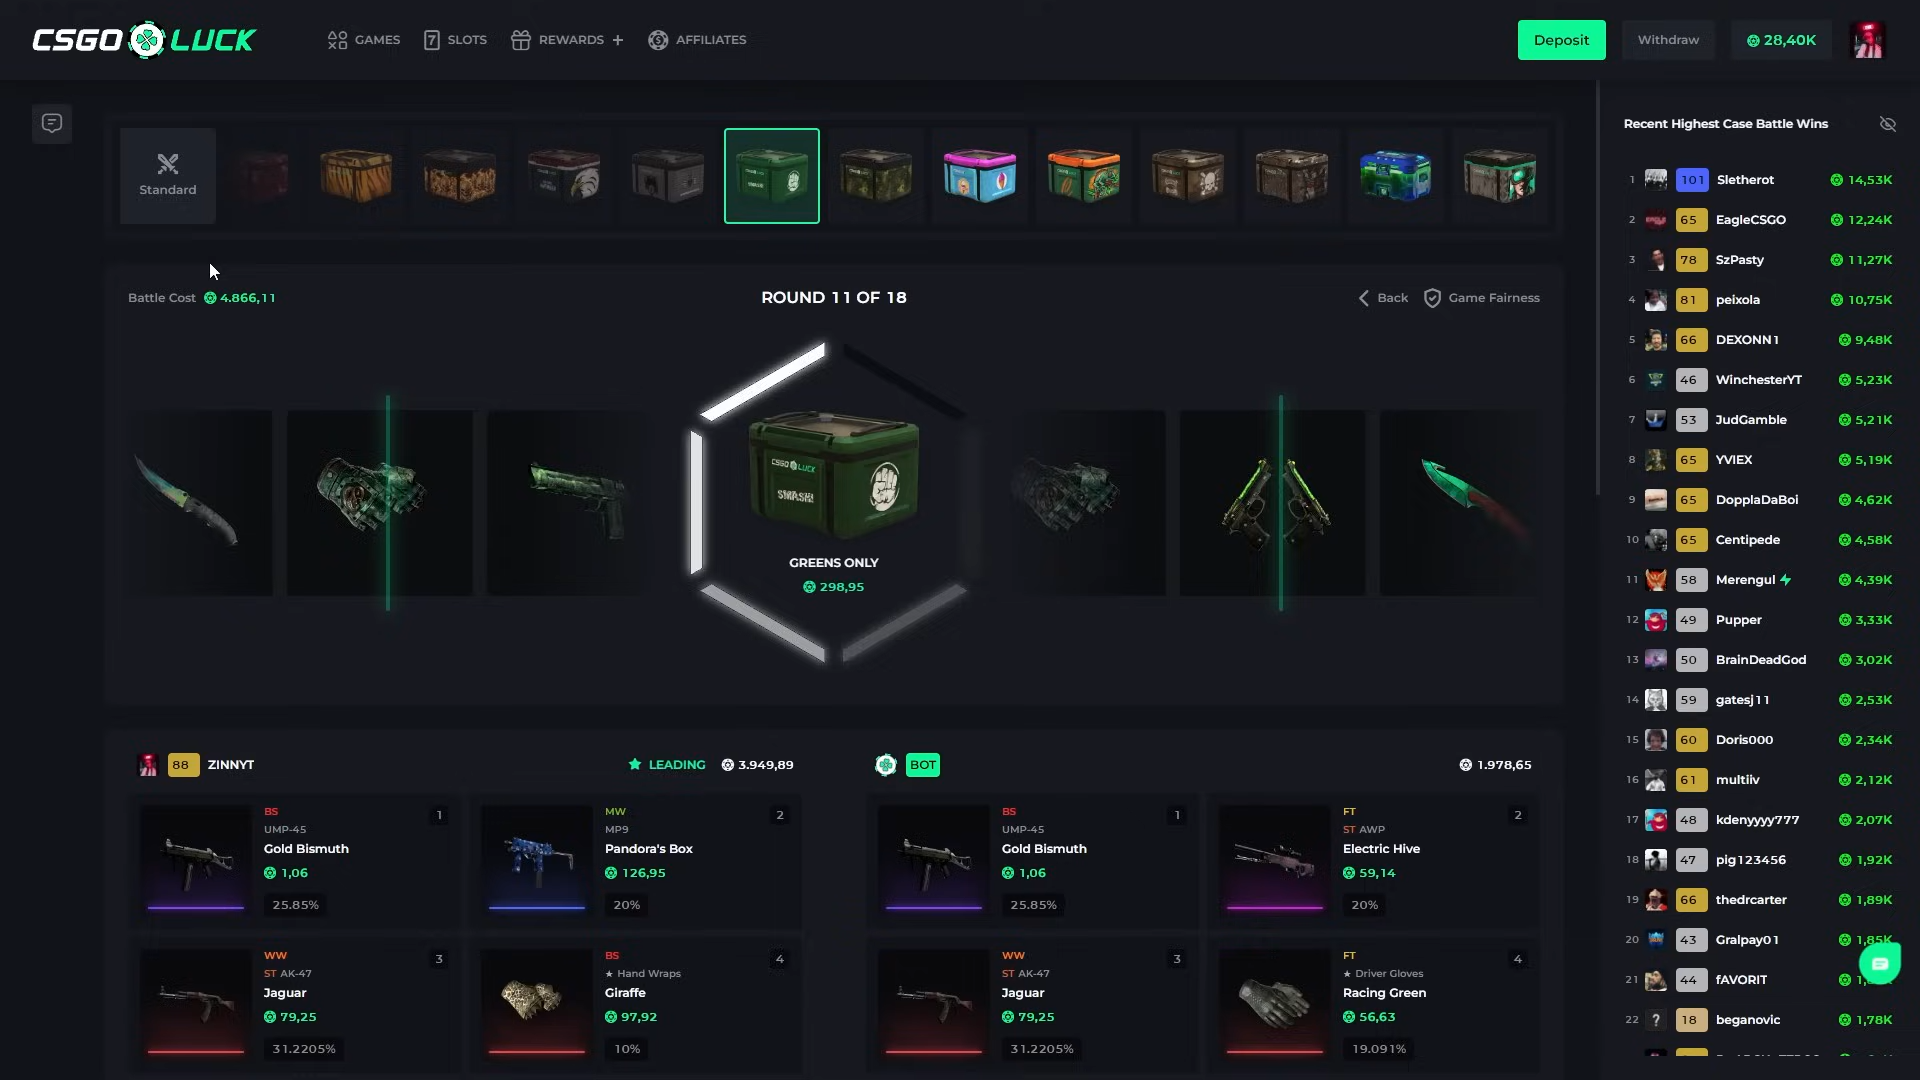 CSGO LUCK
GAMES
SLOTS
REWARDS +
AFFILIATES
Deposit
Withdraw
28,40K
Standard
Battle Cost 4.866,11
ROUND 11 OF 18
Back
Game Fairness
CSGO LUCK
SMASH!
GREENS ONLY
298,95
88 ZINNYT
LEADING 3.949,89
BS
UMP-45
Gold Bismuth
1,06
25.85%
1
MW
MP9
Pandora's Box
126,95
20%
2
WW
ST AK-47
Jaguar
79,25
31.2205%
3
BS
★ Hand Wraps
Giraffe
97,92
10%
4
BOT
1.978,65
BS
UMP-45
Gold Bismuth
1,06
25.85%
1
FT
ST AWP
Electric Hive
59,14
20%
2
WW
ST AK-47
Jaguar
79,25
31.2205%
3
FT
★ Driver Gloves
Racing Green
56,63
19.091%
4
Recent Highest Case Battle Wins
1 101 Sletherot 14,53K
2 65 EagleCSGO 12,24K
3 78 SzPasty 11,27K
4 81 peixola 10,75K
5 66 DEXONN1 9,48K
6 46 WinchesterYT 5,23K
7 53 JudGamble 5,21K
8 65 YVIEX 5,19K
9 65 DopplaDaBoi 4,62K
10 65 Centipede 4,58K
11 58 Merengul 4,39K
12 49 Pupper 3,33K
13 50 BrainDeadGod 3,02K
14 59 gatesj11 2,53K
15 60 Doris000 2,34K
16 61 multiiv 2,12K
17 48 kdenyyyy777 2,07K
18 47 pig123456 1,92K
19 66 thedrcarter 1,89K
20 43 Gralpay01 1,85K
21 44 fAVORIT
22 18 beganovic 1,78K